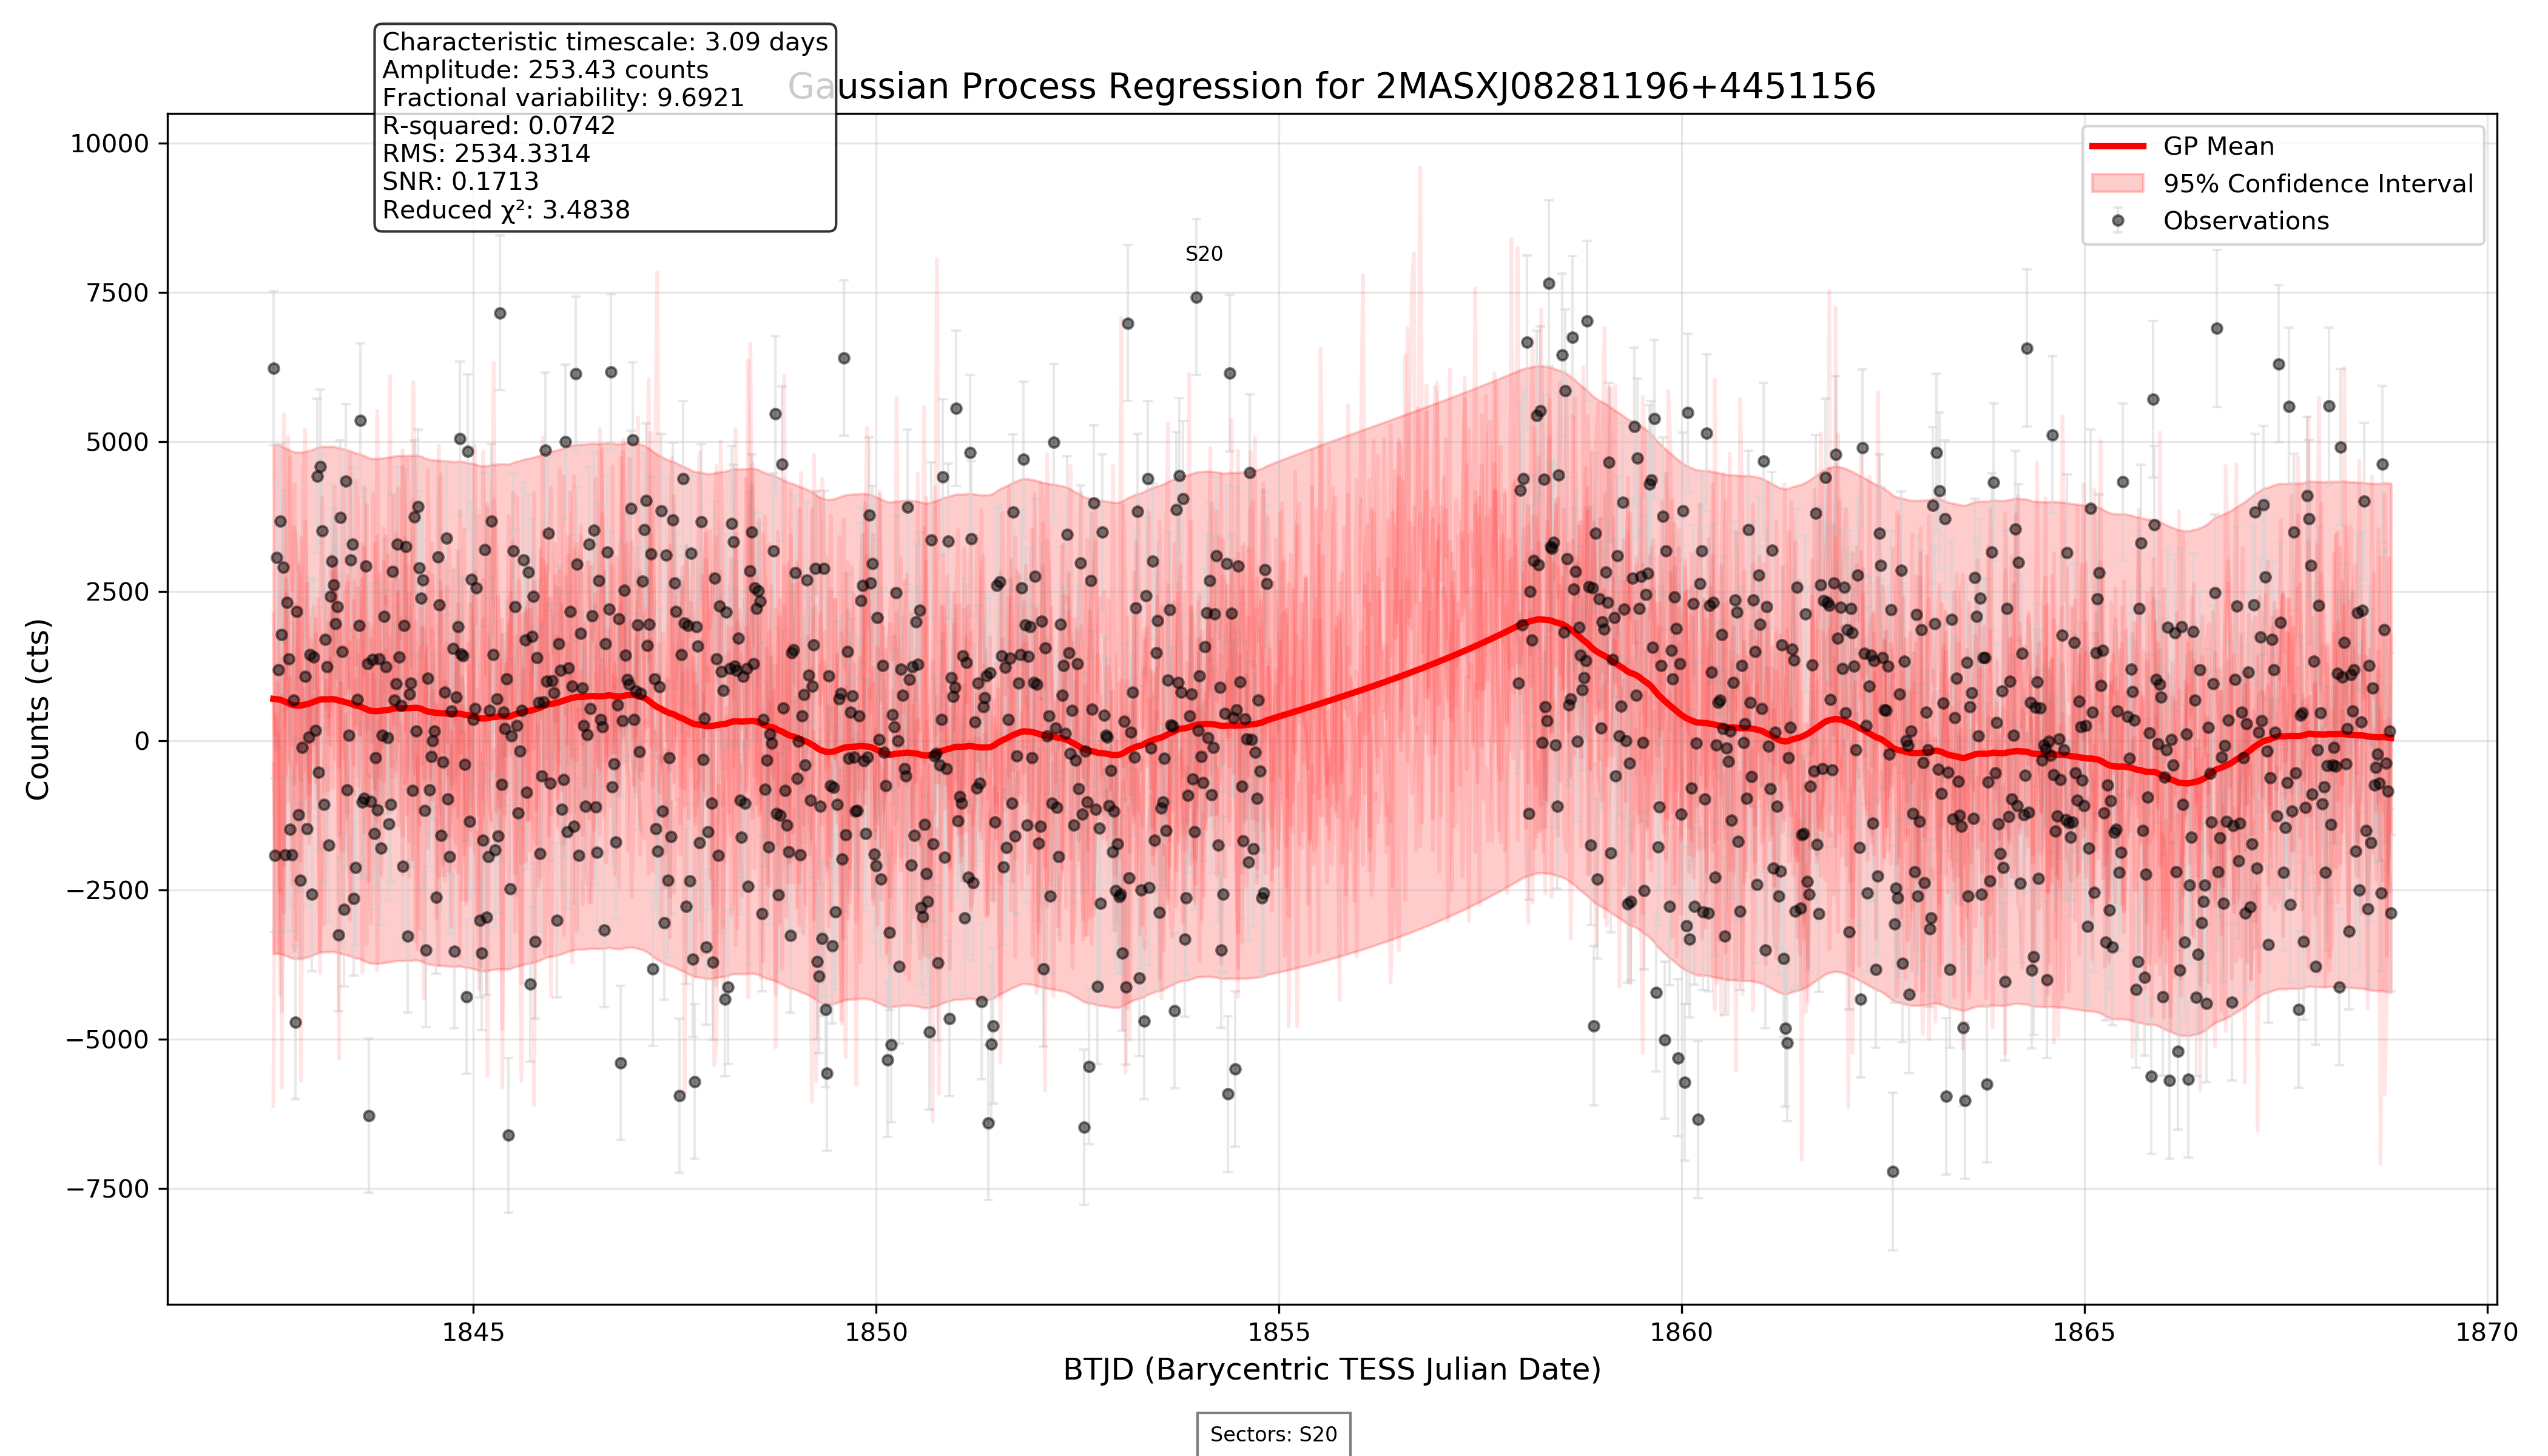 Characteristic timescale: 3.09 days
Amplitude: 253.43 counts
Fractional variability: 9.6921
R-squared: 0.0742
RMS: 2534.3314
SNR: 0.1713
Reduced χ²: 3.4838
Gaussian Process Regression for 2MASXJ08281196+4451156
GP Mean
95% Confidence Interval
Observations
S20
Counts (cts)
10000
7500
5000
2500
0
−2500
−5000
−7500
1845 1850 1855 1860 1865 1870
BTJD (Barycentric TESS Julian Date)
Sectors: S20